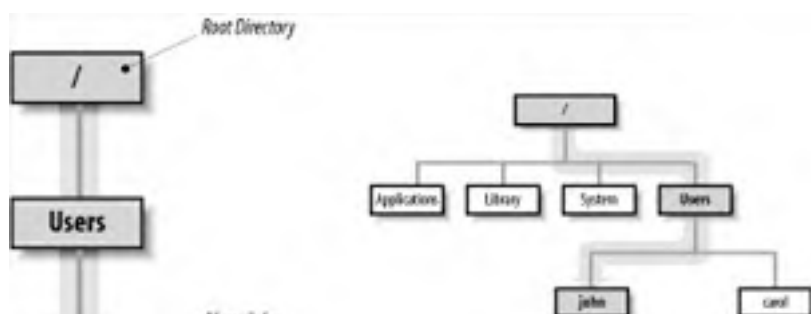 Root Directory
/
/
Applications Library System Users
Users
john carol